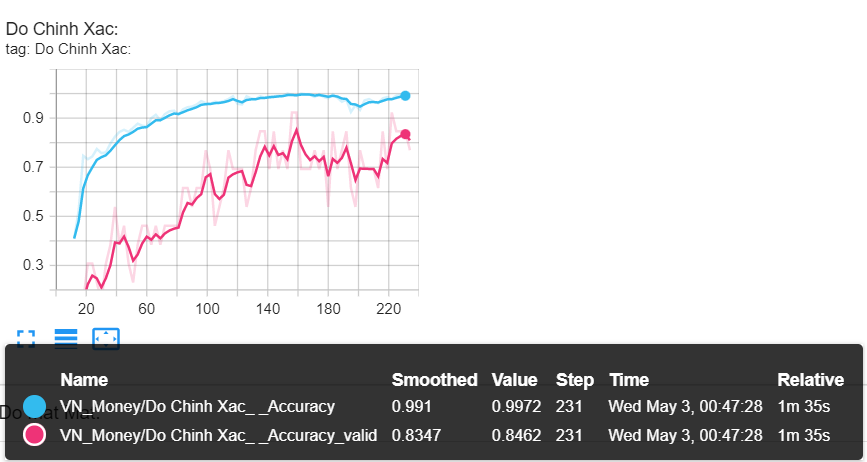 Do Chinh Xac:
tag: Do Chinh Xac:
0.9
0.7
0.5
0.3
20 60 100 140 180 220
Name Smoothed Value Step Time Relative
VN_Money/Do Chinh Xac_ _Accuracy 0.991 0.9972 231 Wed May 3, 00:47:28 1m 35s
VN_Money/Do Chinh Xac_ _Accuracy_valid 0.8347 0.8462 231 Wed May 3, 00:47:28 1m 35s